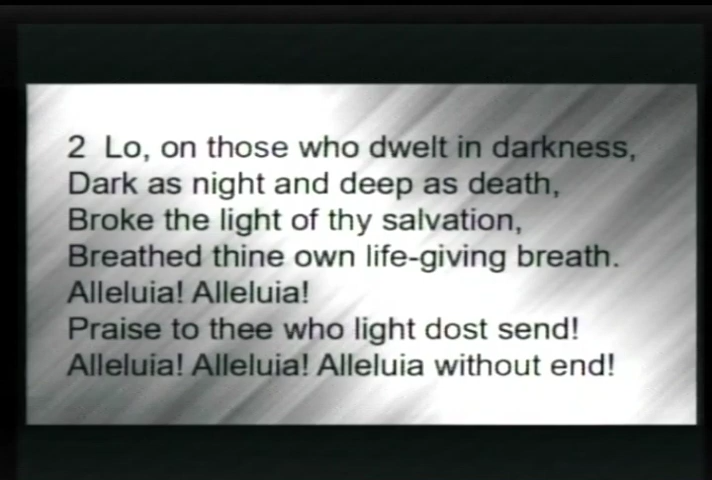 2 Lo, on those who dwelt in darkness,
Dark as night and deep as death,
Broke the light of thy salvation,
Breathed thine own life-giving breath.
Alleluia! Alleluia!
Praise to thee who light dost send!
Alleluia! Alleluia! Alleluia without end!